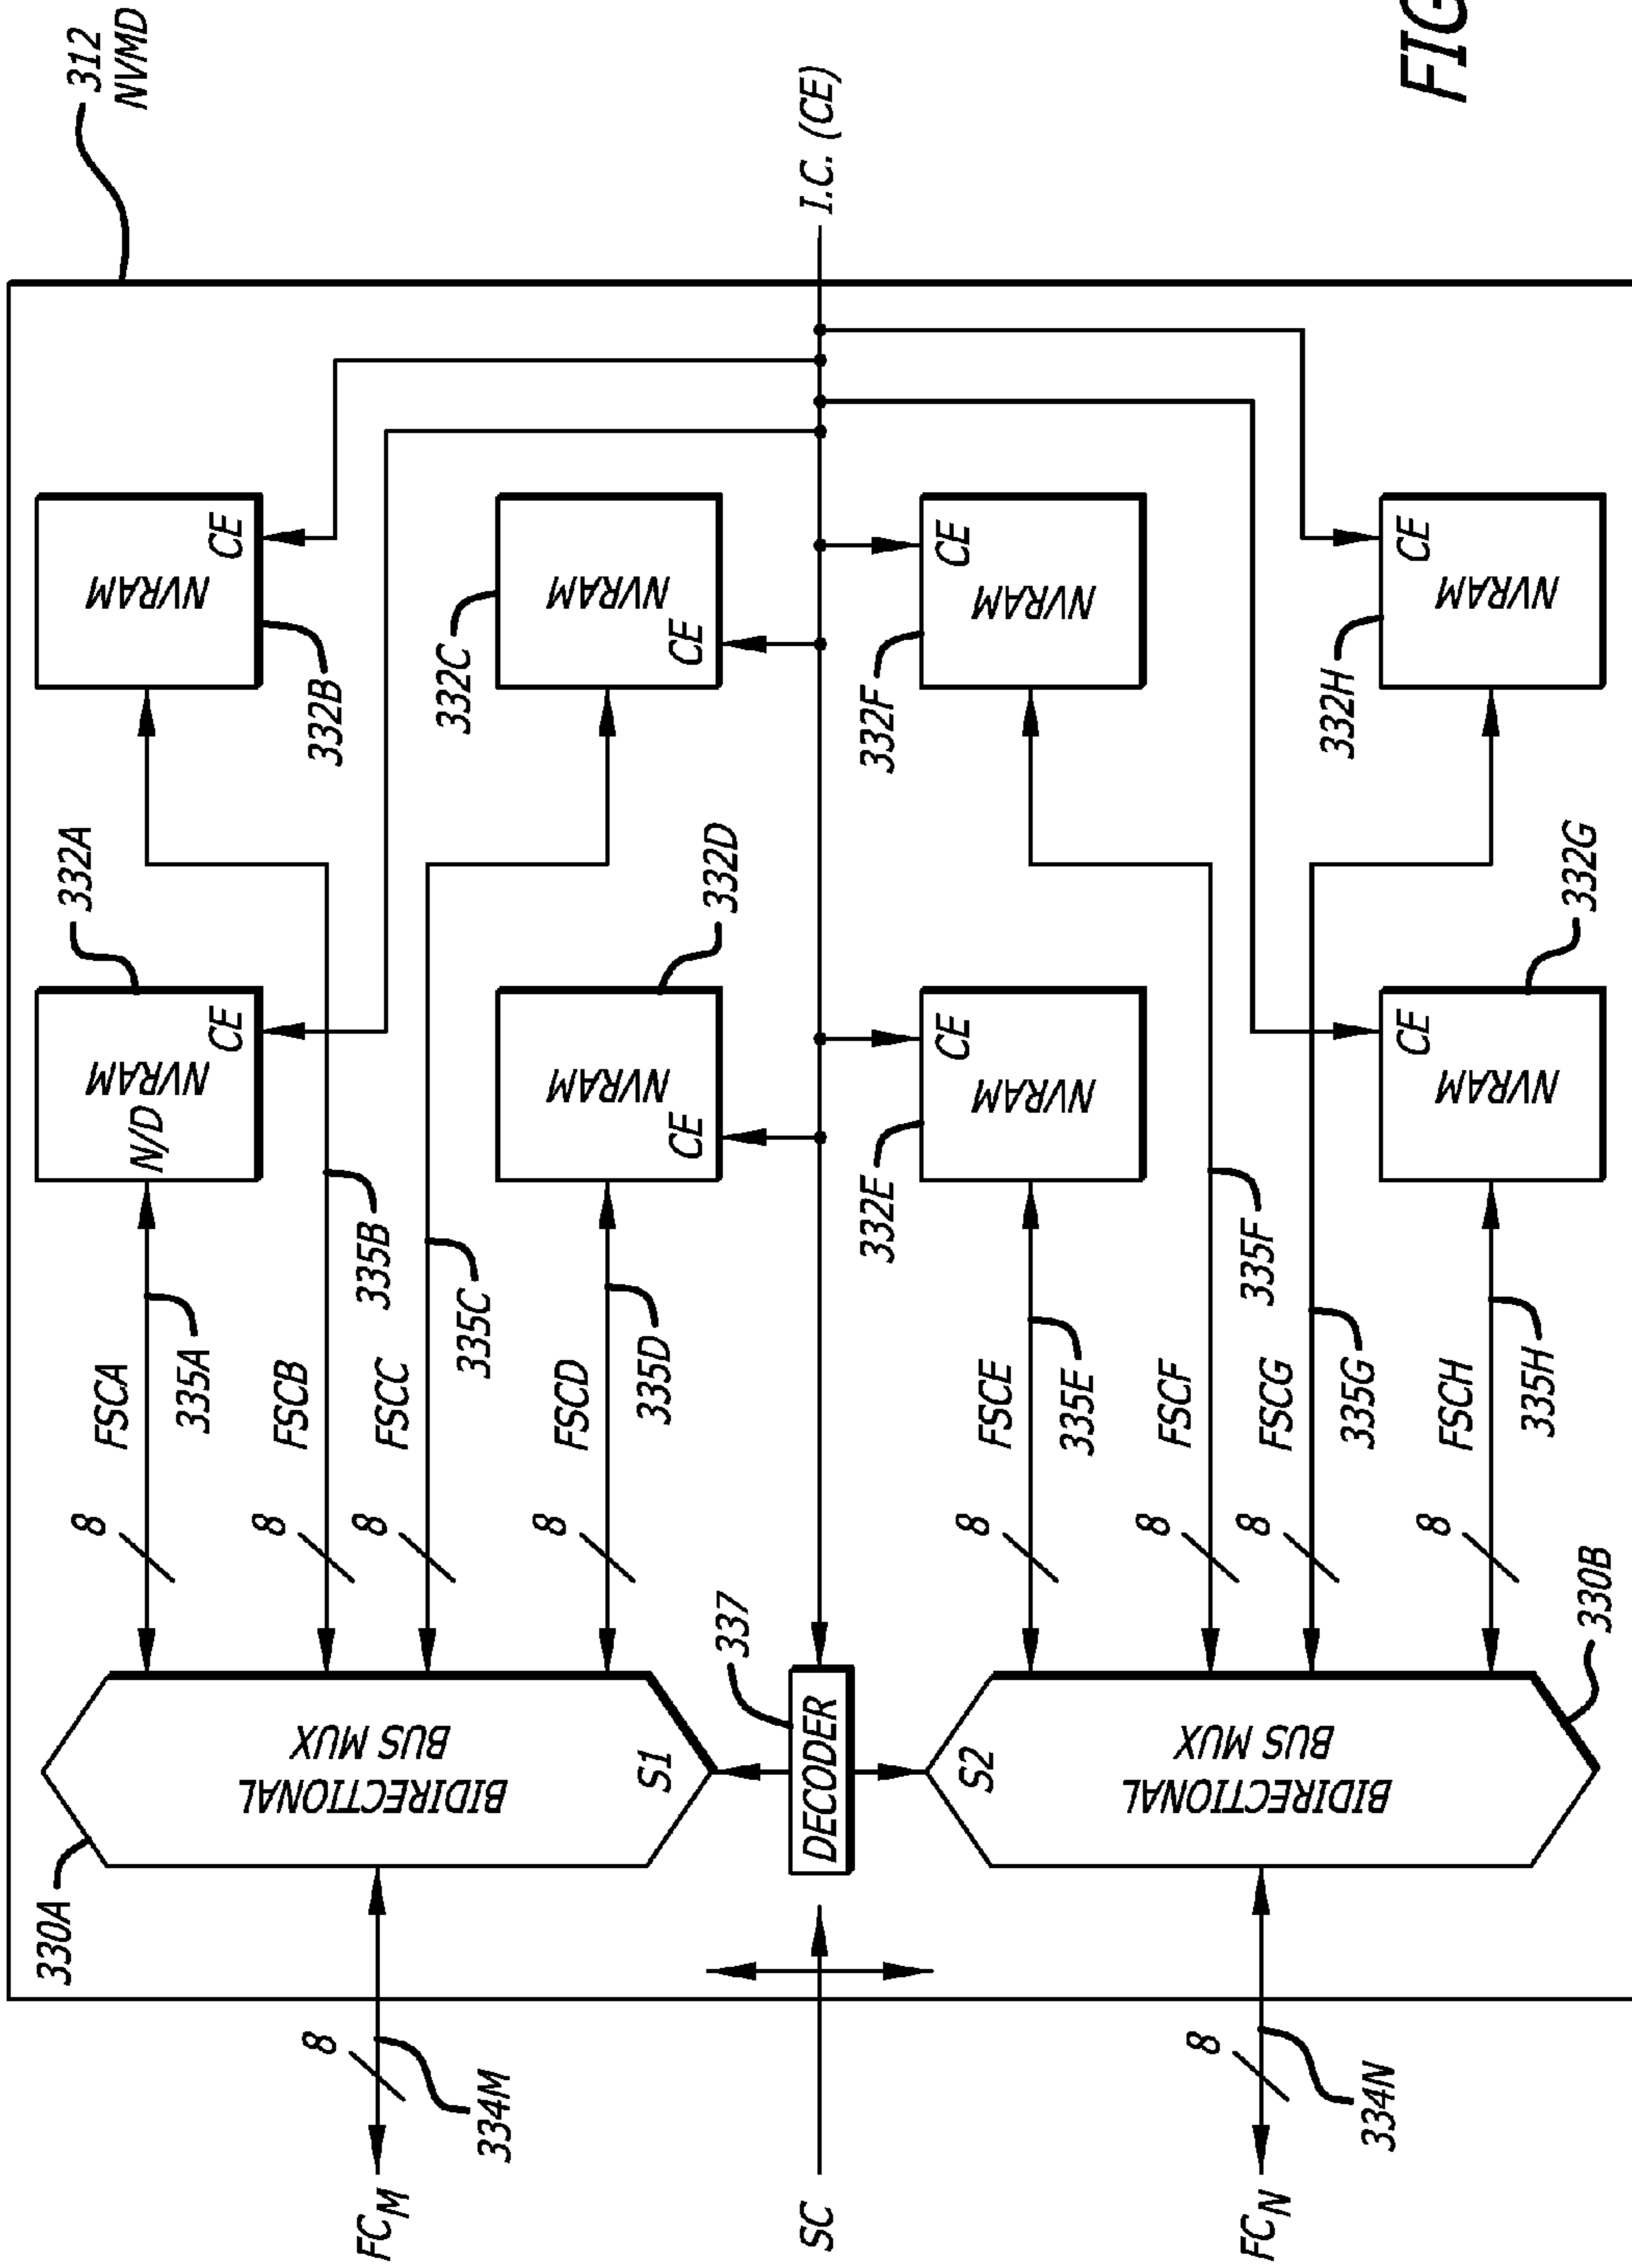 312
NVMD
FIG
I.C. (CE)
NVRAM
CE
332B
NVRAM
CE
332C
NVRAM
CE
332F
NVRAM
CE
332H
NVRAM
N/D
CE
332A
NVRAM
CE
332D
NVRAM
CE
332E
NVRAM
CE
332G
FSCA
335A
8
FSCB
335B
8
FSCC
335C
8
FSCD
335D
8
FSCE
335E
8
FSCF
335F
8
FSCG
335G
8
FSCH
335H
8
BIDIRECTIONAL
BUS MUX
S1
330A
DECODER
337
BIDIRECTIONAL
BUS MUX
S2
330B
8
334M
FCM
SC
8
334N
FCN